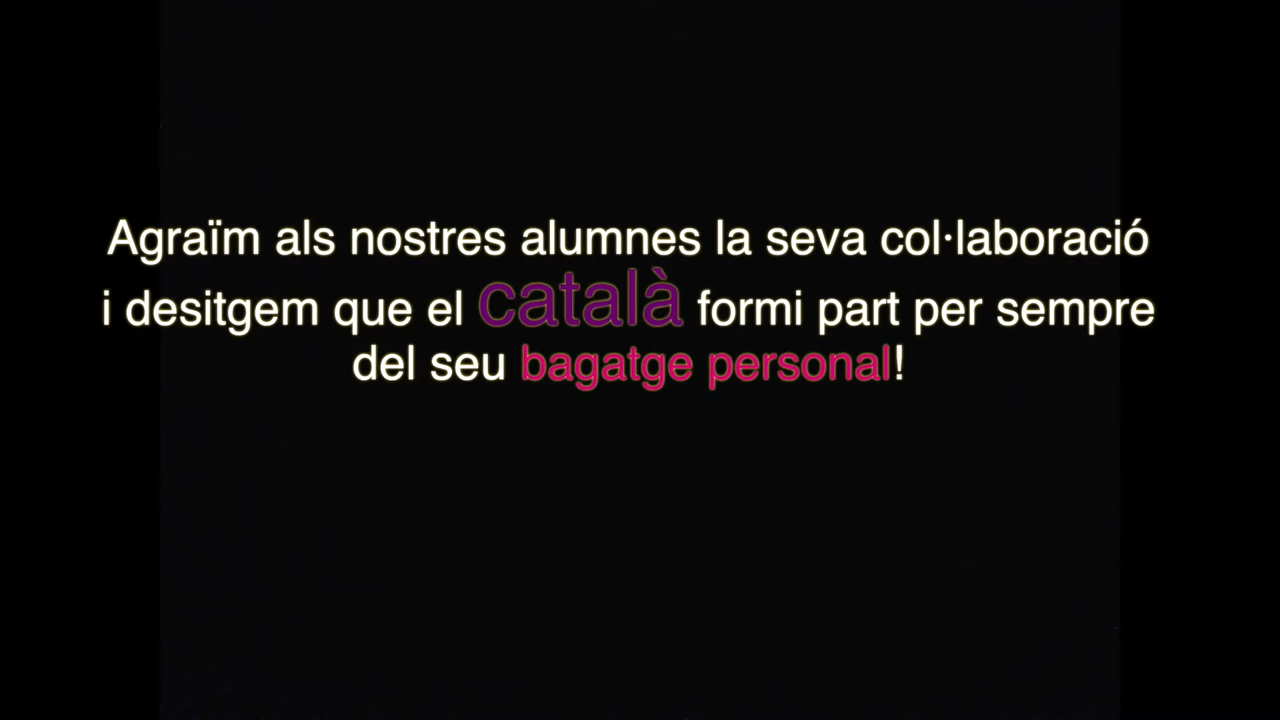 Agraïm als nostres alumnes la seva col·laboració
i desitgem que el català formi part per sempre
del seu bagatge personal!